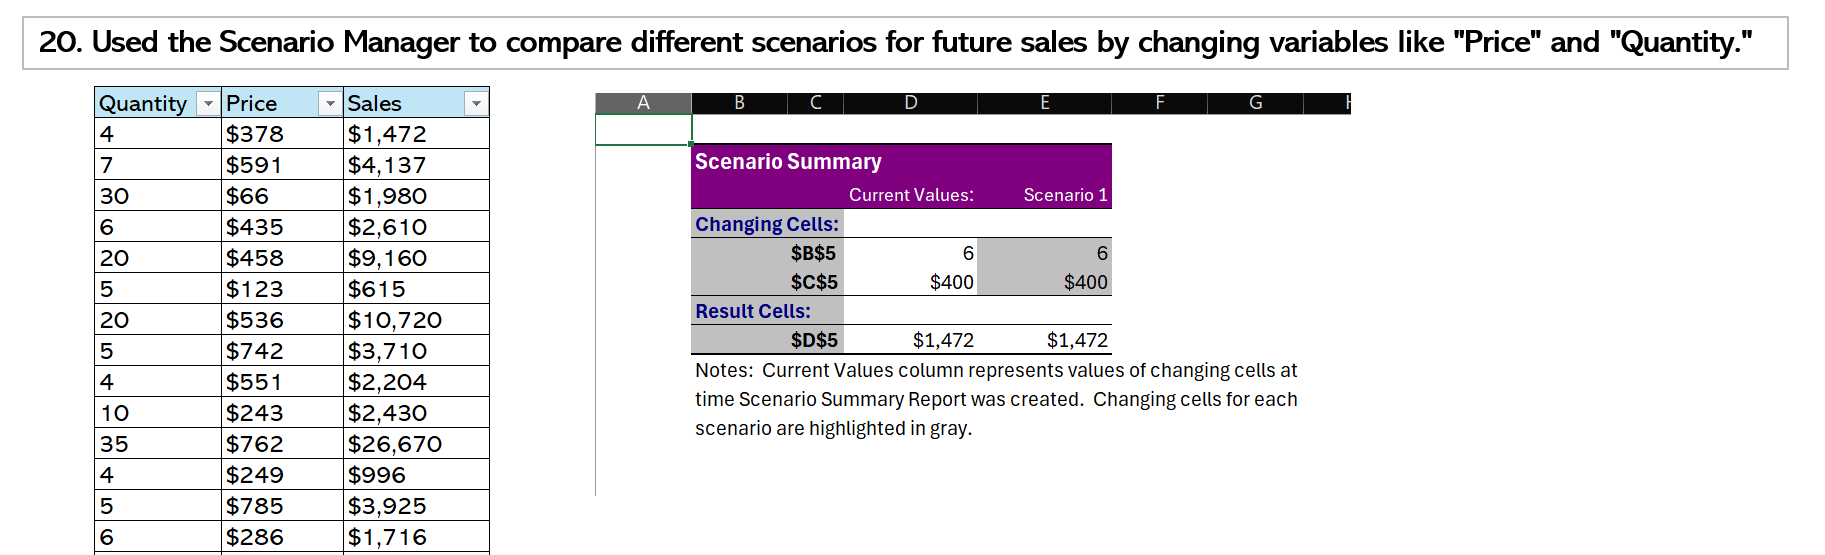 20. Used the Scenario Manager to compare different scenarios for future sales by changing variables like "Price" and "Quantity."
Quantity Price Sales
4 $378 $1,472
7 $591 $4,137
30 $66 $1,980
6 $435 $2,610
20 $458 $9,160
5 $123 $615
20 $536 $10,720
5 $742 $3,710
4 $551 $2,204
10 $243 $2,430
35 $762 $26,670
4 $249 $996
5 $785 $3,925
6 $286 $1,716
A B C D E F G
Scenario Summary
Current Values: Scenario 1
Changing Cells:
$B$5 6 6
$C$5 $400 $400
Result Cells:
$D$5 $1,472 $1,472
Notes: Current Values column represents values of changing cells at
time Scenario Summary Report was created. Changing cells for each
scenario are highlighted in gray.